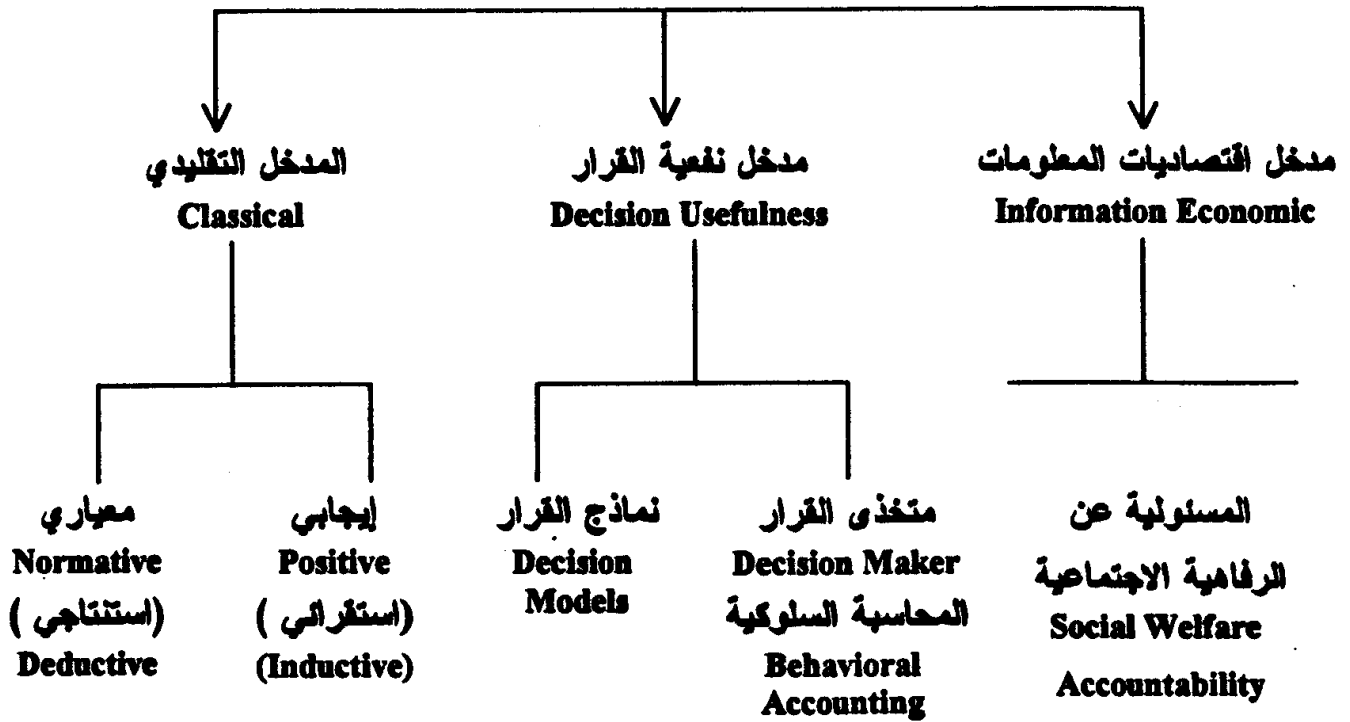 المدخل التقليدي
Classical
مدخل نفعية القرار
Decision Usefulness
مدخل اقتصاديات المعلومات
Information Economic
معياري
Normative
(استنتاجي )
Deductive
إيجابي
Positive
(استقرائي )
(Inductive)
نماذج القرار
Decision
Models
متخذى القرار
Decision Maker
المحاسبة السلوكية
Behavioral
Accounting
المسئولية عن
الرفاهية الاجتماعية
Social Welfare
Accountability